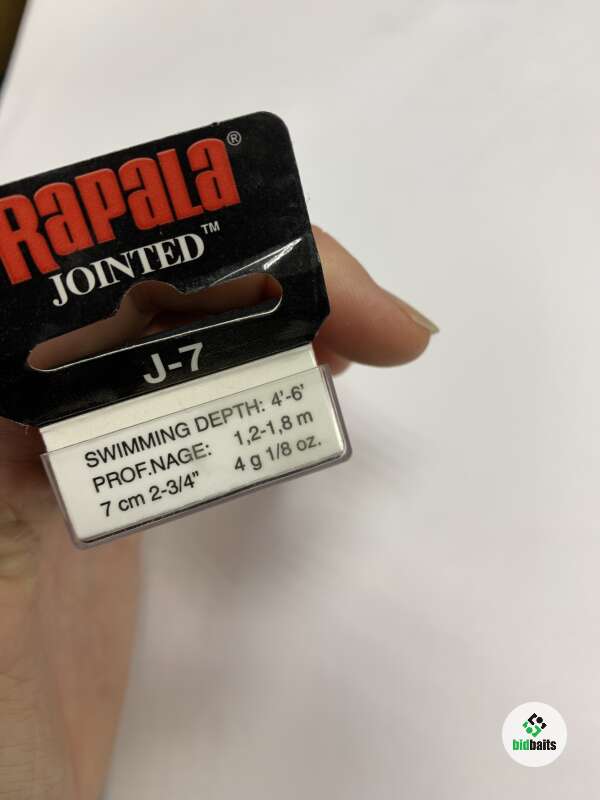 Rapala®
JOINTED™
J-7
SWIMMING DEPTH: 4'-6'
PROF.NAGE: 1,2-1,8 m
7 cm 2-3/4" 4 g 1/8 oz.
bidbaits